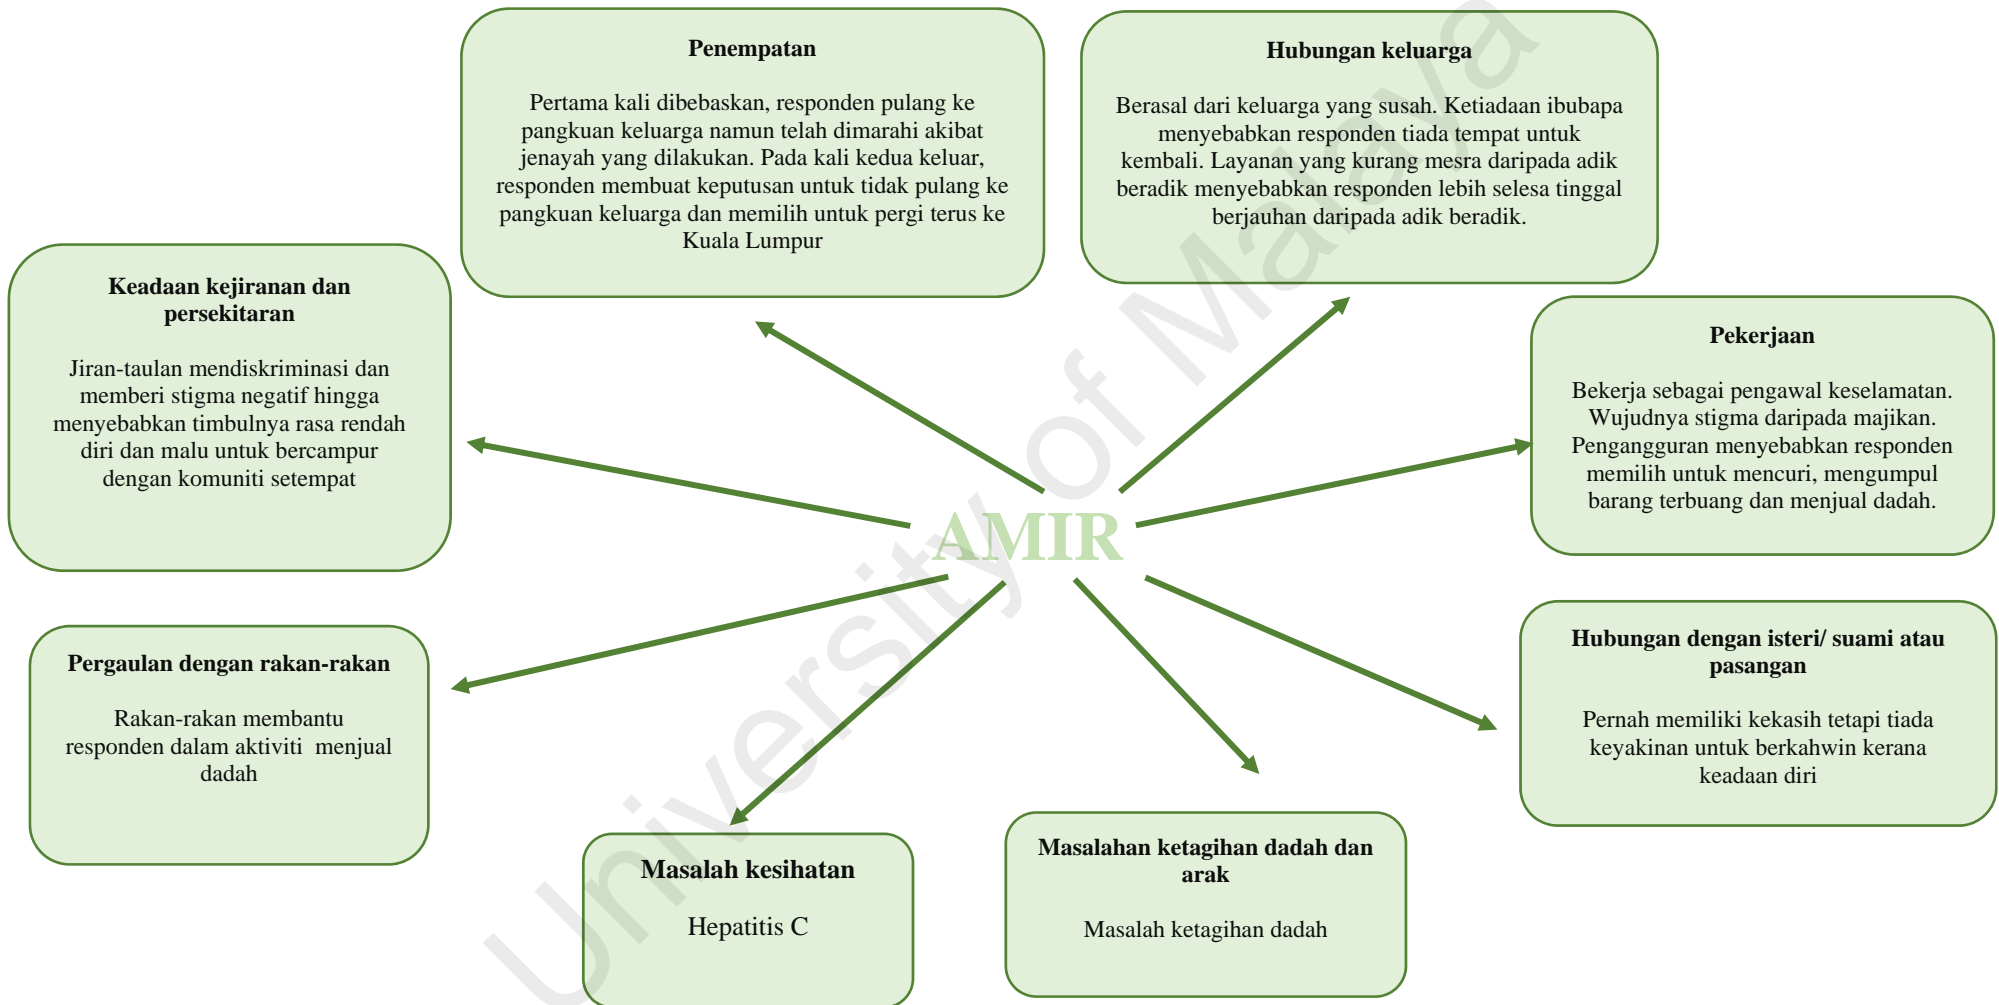 Penempatan
Pertama kali dibebaskan, responden pulang ke
pangkuan keluarga namun telah dimarahi akibat
jenayah yang dilakukan. Pada kali kedua keluar,
responden membuat keputusan untuk tidak pulang ke
pangkuan keluarga dan memilih untuk pergi terus ke
Kuala Lumpur
Hubungan keluarga
Berasal dari keluarga yang susah. Ketiadaan ibubapa
menyebabkan responden tiada tempat untuk
kembali. Layanan yang kurang mesra daripada adik
beradik menyebabkan responden lebih selesa tinggal
berjauhan daripada adik beradik.
Keadaan kejiranan dan
persekitaran
Jiran-taulan mendiskriminasi dan
memberi stigma negatif hingga
menyebabkan timbulnya rasa rendah
diri dan malu untuk bercampur
dengan komuniti setempat
Pekerjaan
Bekerja sebagai pengawal keselamatan.
Wujudnya stigma daripada majikan.
Pengangguran menyebabkan responden
memilih untuk mencuri, mengumpul
barang terbuang dan menjual dadah.
AMIR
Pergaulan dengan rakan-rakan
Rakan-rakan membantu
responden dalam aktiviti menjual
dadah
Hubungan dengan isteri/ suami atau
pasangan
Pernah memiliki kekasih tetapi tiada
keyakinan untuk berkahwin kerana
keadaan diri
Masalah kesihatan
Hepatitis C
Masalahan ketagihan dadah dan
arak
Masalah ketagihan dadah
University of Malaya